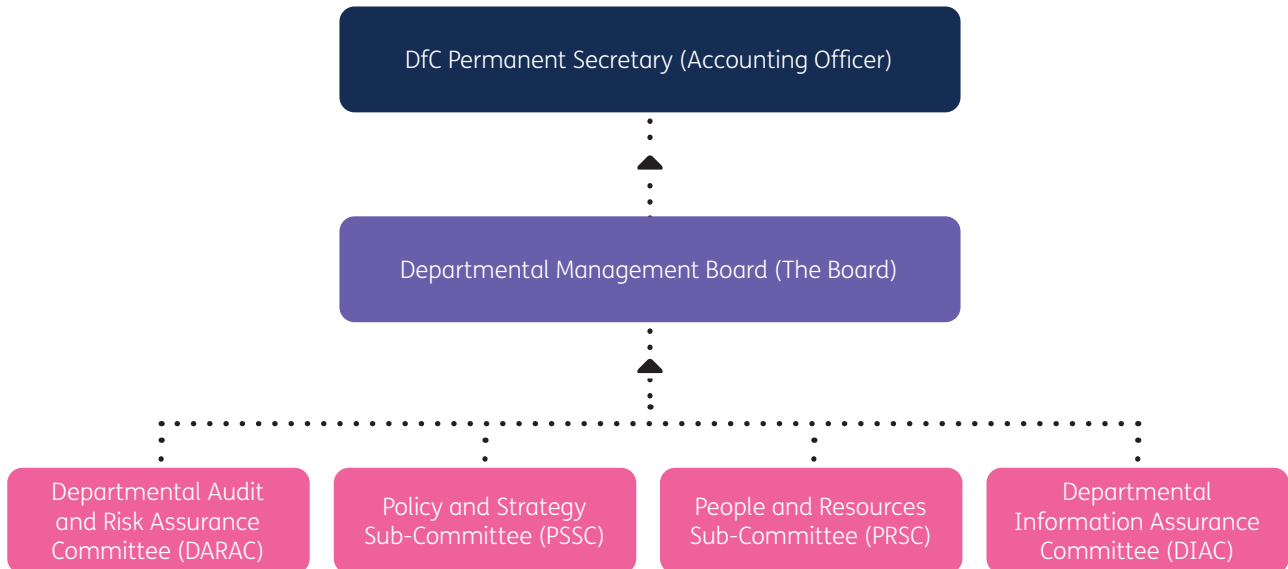 DfC Permanent Secretary (Accounting Officer)
Departmental Management Board (The Board)
Departmental Audit
and Risk Assurance
Committee (DARAC)
Policy and Strategy
Sub-Committee (PSSC)
People and Resources
Sub-Committee (PRSC)
Departmental
Information Assurance
Committee (DIAC)